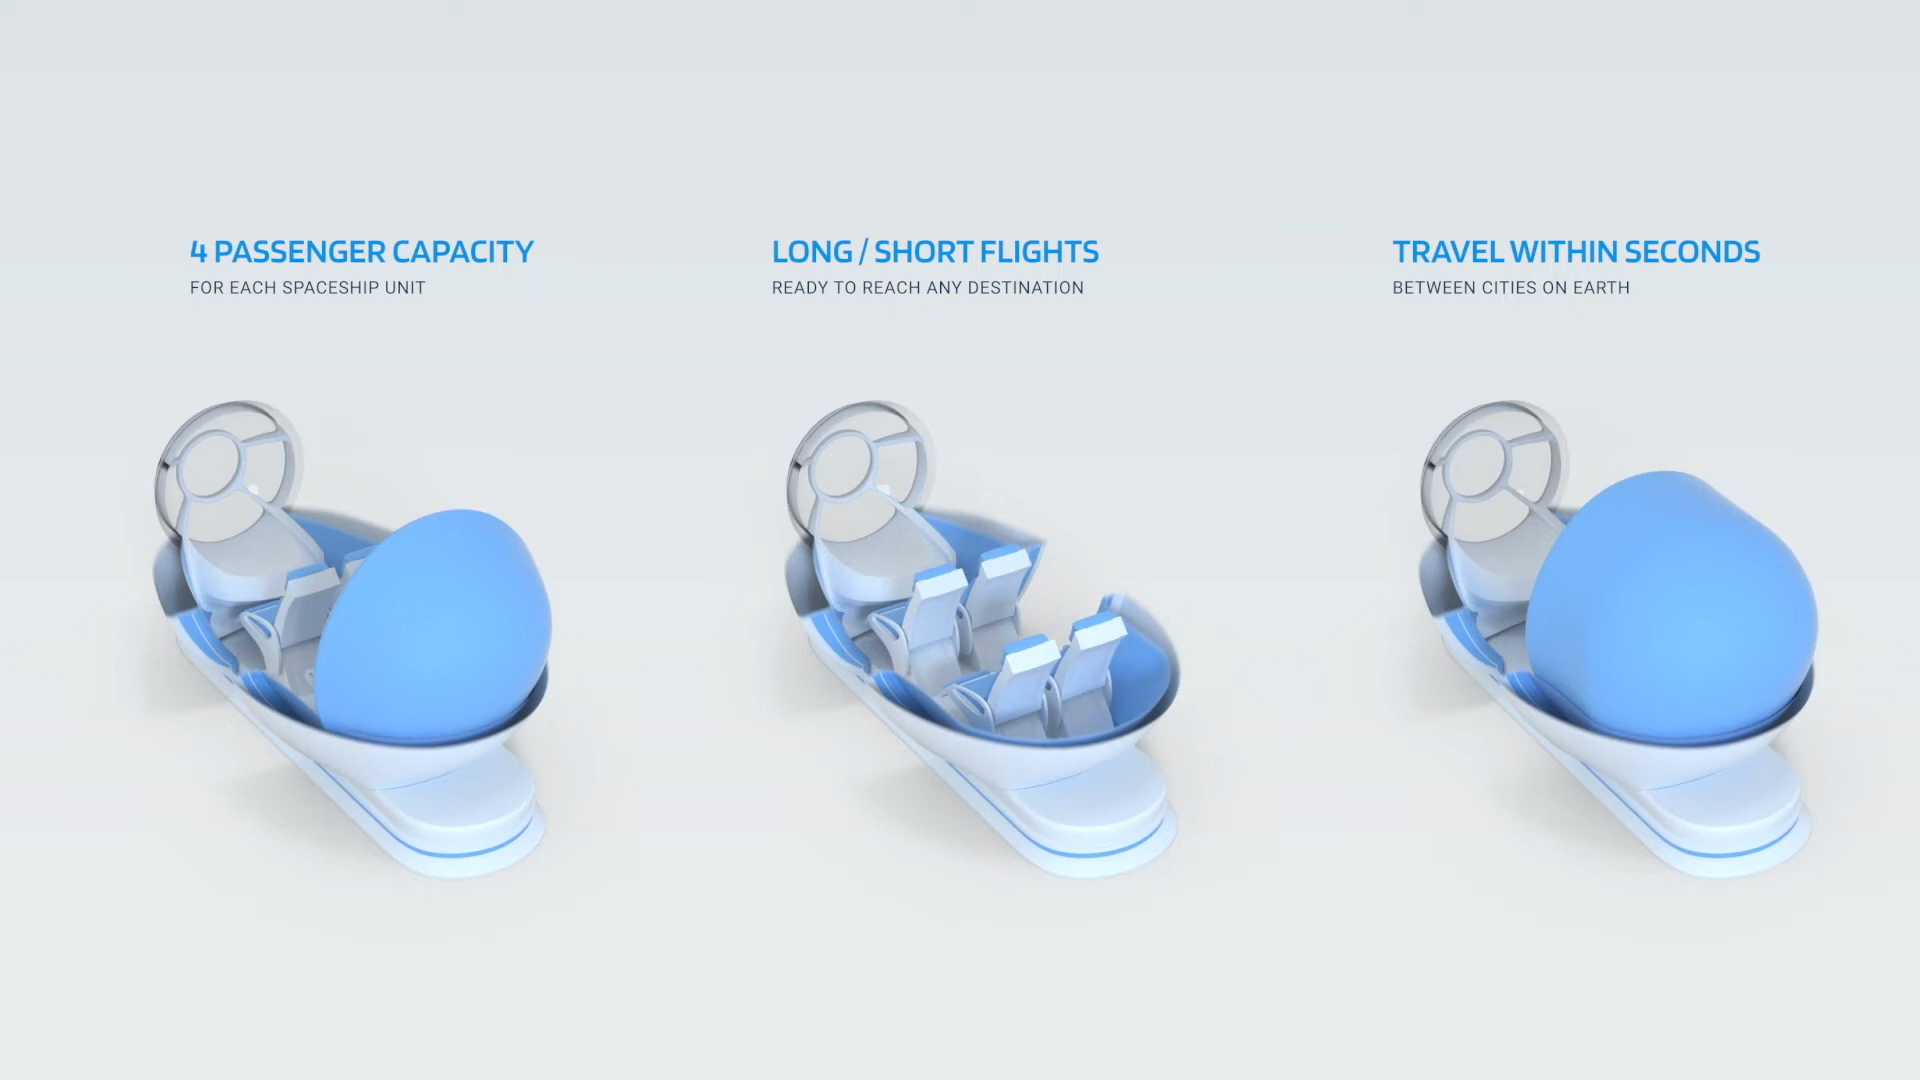 4 PASSENGER CAPACITY
FOR EACH SPACESHIP UNIT
LONG / SHORT FLIGHTS
READY TO REACH ANY DESTINATION
TRAVEL WITHIN SECONDS
BETWEEN CITIES ON EARTH